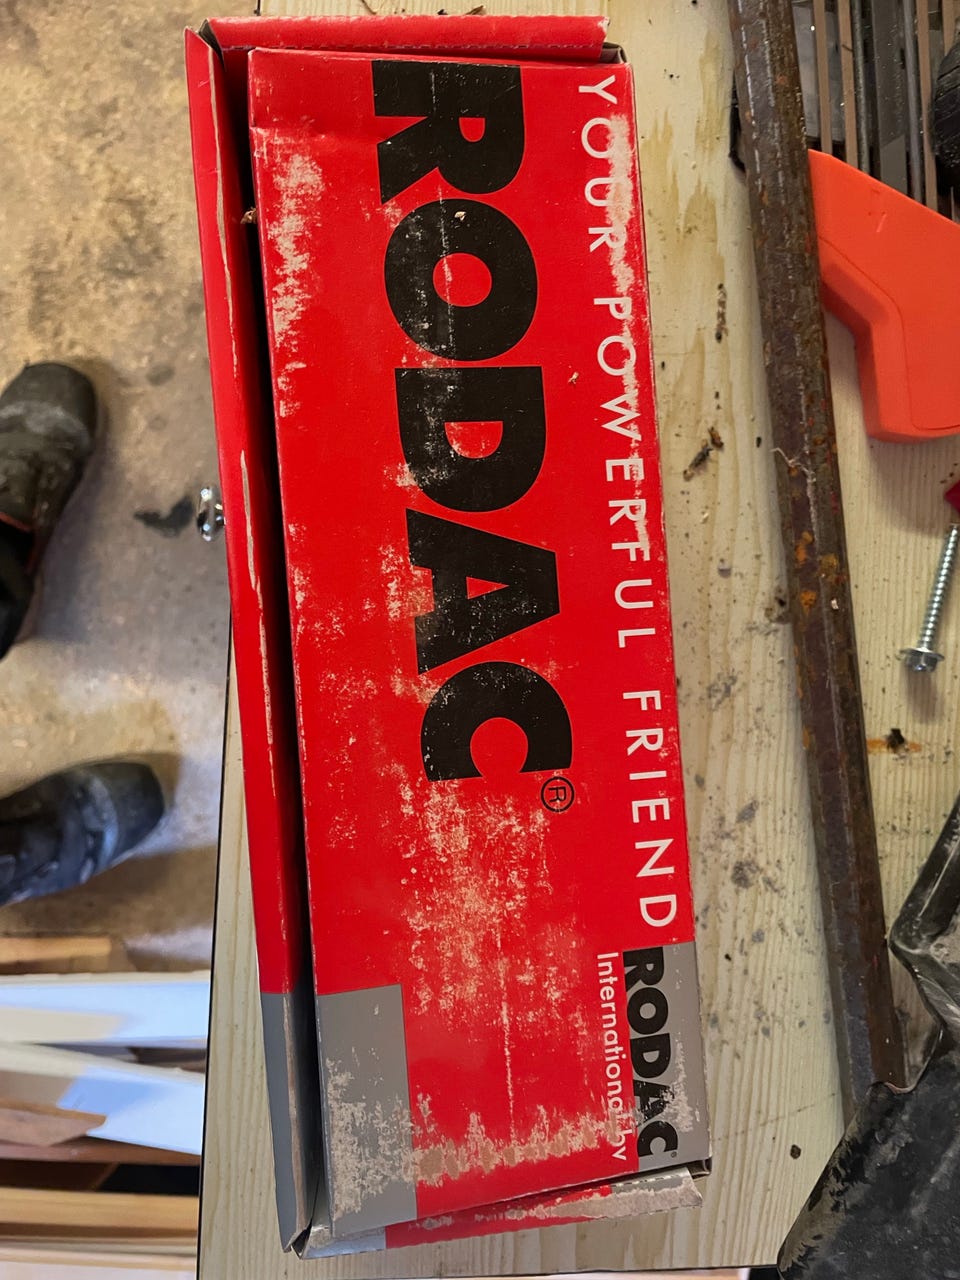 YOUR POWERFUL FRIEND
RODAC®
RODAC®
International bv